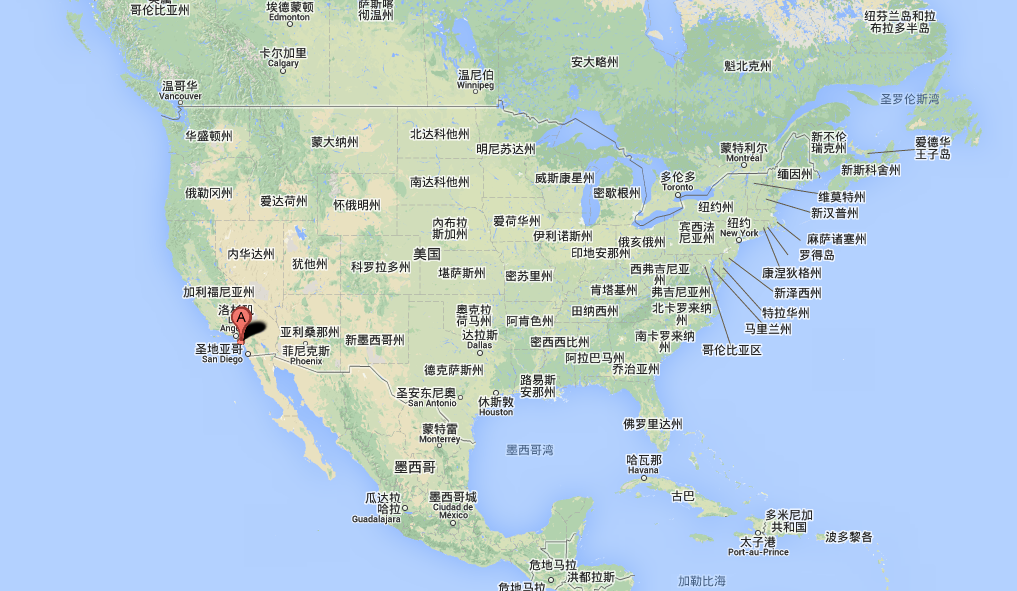 哥伦比亚州
埃德蒙顿
Edmonton
萨斯喀
彻温州
纽芬兰岛和拉
布拉多半岛
卡尔加里
Calgary
温尼伯
Winnipeg
安大略州
魁北克州
温哥华
Vancouver
圣罗伦斯湾
华盛顿州
蒙大纳州
北达科他州
明尼苏达州
蒙特利尔
Montréal
新不伦
瑞克州
爱德华
王子岛
缅因州
新斯科舍州
俄勒冈州
爱达荷州
怀俄明州
南达科他州
威斯康星州
密歇根州
多伦多
Toronto
维莫特州
新汉普州
纽约州
内布拉
斯加州
爱荷华州
伊利诺斯州
俄亥俄州
宾西法
尼亚州
纽约
New York
麻萨诸塞州
罗得岛
内华达州
犹他州
科罗拉多州
美国
堪萨斯州
密苏里州
印地安那州
西弗吉尼亚
州
康涅狄格州
加利福尼亚州
肯塔基州
弗吉尼亚州
新泽西州
A
亚利桑那州
新墨西哥州
奥克拉
荷马州
阿肯色州
田纳西州
北卡罗来纳
州
特拉华州
马里兰州
圣地亚哥
San Diego
菲尼克斯
Phoenix
达拉斯
Dallas
密西西比州
阿拉巴马州
南卡罗来纳
州
乔治亚州
哥伦比亚区
德克萨斯州
圣安东尼奥
San Antonio
休斯敦
Houston
路易斯
安那州
佛罗里达州
蒙特雷
Monterrey
墨西哥湾
墨西哥
哈瓦那
Havana
古巴
瓜达拉
哈拉
Guadalajara
墨西哥城
Ciudad de
México
多米尼加
共和国
太子港
Port-au-Prince
波多黎各
危地马拉
洪都拉斯
危地马拉
加勒比海